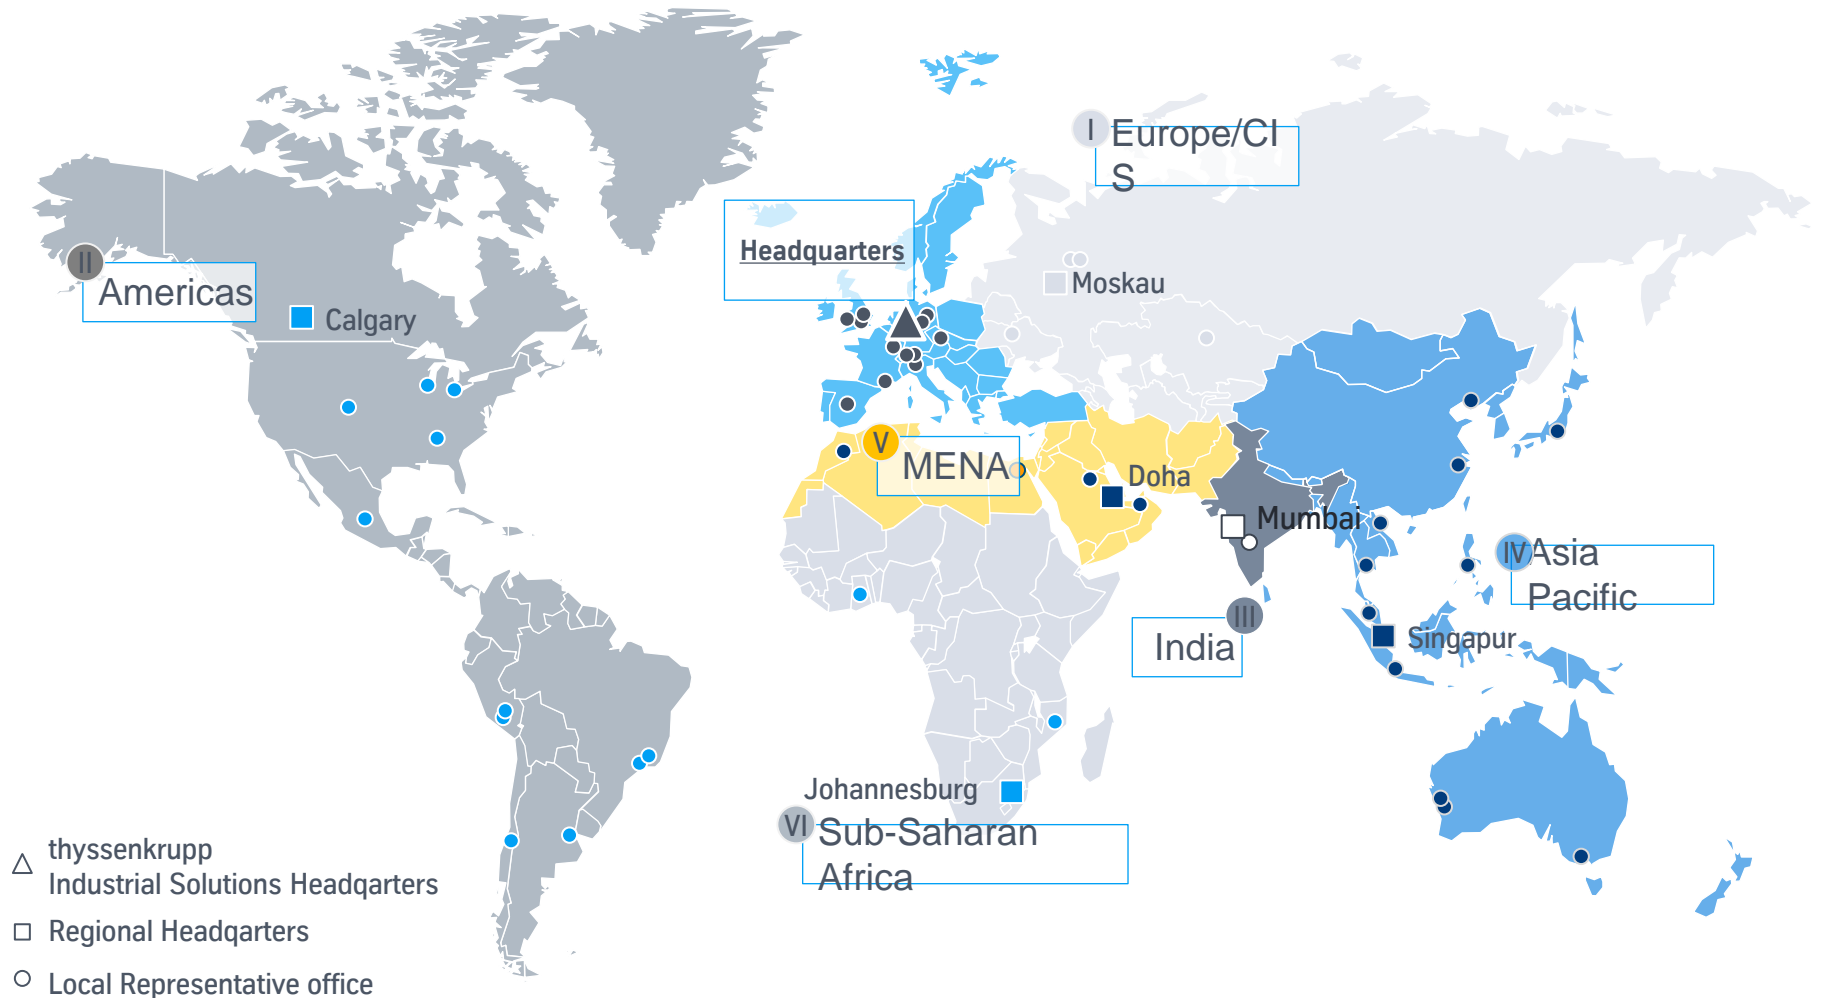 I
Europe/CI
S
Headquarters
II
Americas
Moskau
Calgary
V
MENA
Doha
Mumbai
IV
Asia
Pacific
III
India
Singapur
Johannesburg
VI
Sub-Saharan
Africa
thyssenkrupp
Industrial Solutions Headqarters
Regional Headqarters
Local Representative office